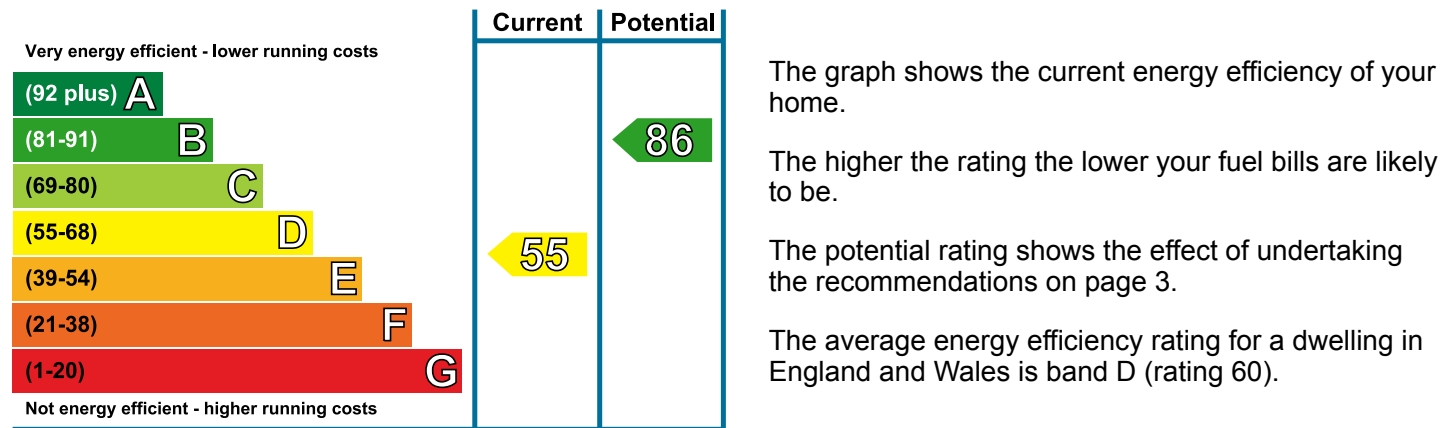 Current Potential
Very energy efficient - lower running costs
(92 plus) A
(81-91) B
86
(69-80) C
(55-68) D
55
(39-54) E
(21-38) F
(1-20) G
Not energy efficient - higher running costs
The graph shows the current energy efficiency of your
home.
The higher the rating the lower your fuel bills are likely
to be.
The potential rating shows the effect of undertaking
the recommendations on page 3.
The average energy efficiency rating for a dwelling in
England and Wales is band D (rating 60).